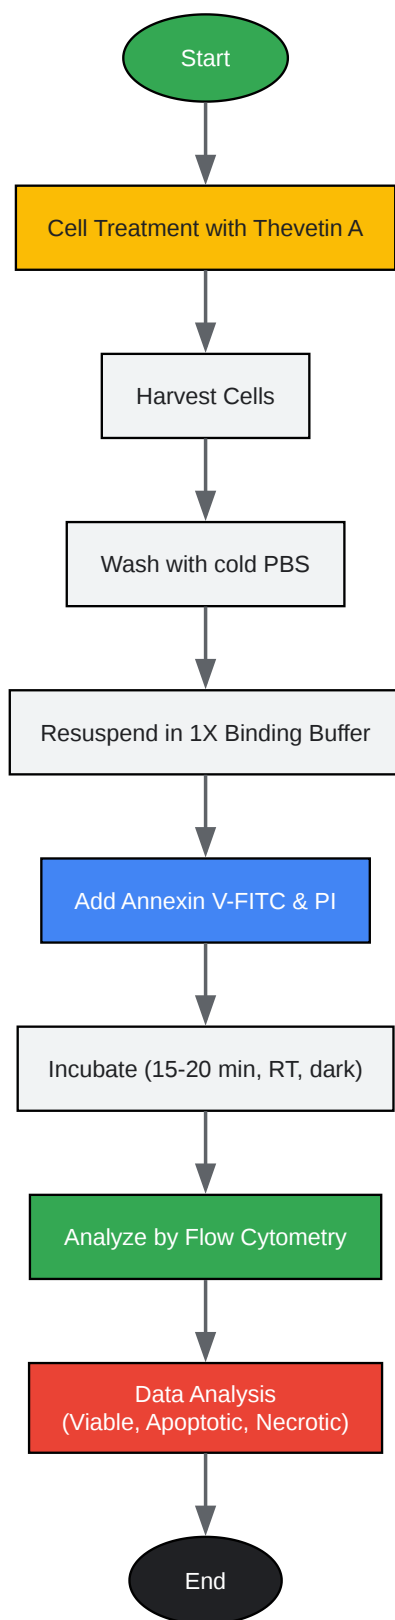 Start
Cell Treatment with Thevetin A
Harvest Cells
Wash with cold PBS
Resuspend in 1X Binding Buffer
Add Annexin V-FITC & PI
Incubate (15-20 min, RT, dark)
Analyze by Flow Cytometry
Data Analysis
(Viable, Apoptotic, Necrotic)
End